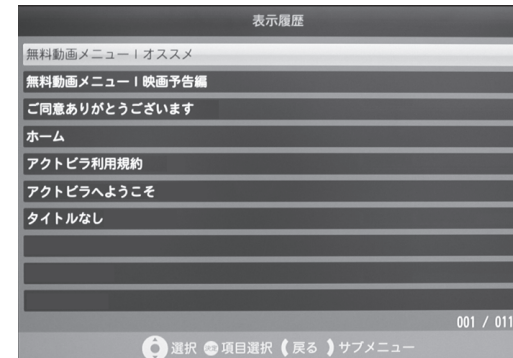 表示履歴
無料動画メニュー｜オススメ
無料動画メニュー｜映画予告編
ご同意ありがとうございます
ホーム
アクトビラ利用規約
アクトビラへようこそ
タイトルなし
001 / 011
選択 項目選択 戻る サブメニュー